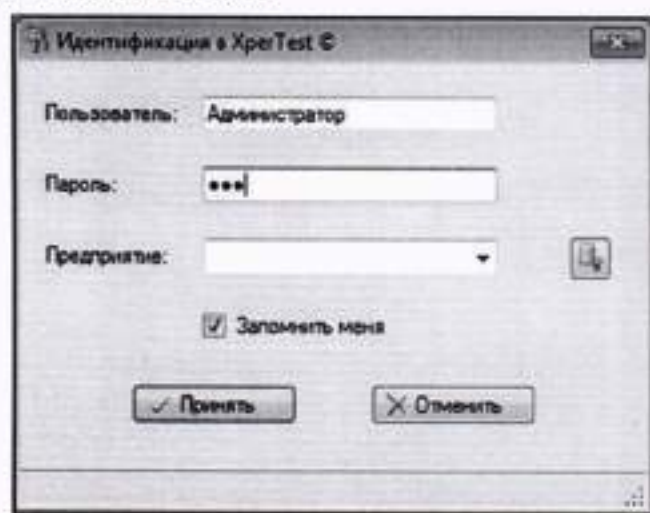 Идентификация в XperTest ©
Пользователь: Администратор
Пароль: •••
Предприятие:
Запомнить меня
Принять
Отменить